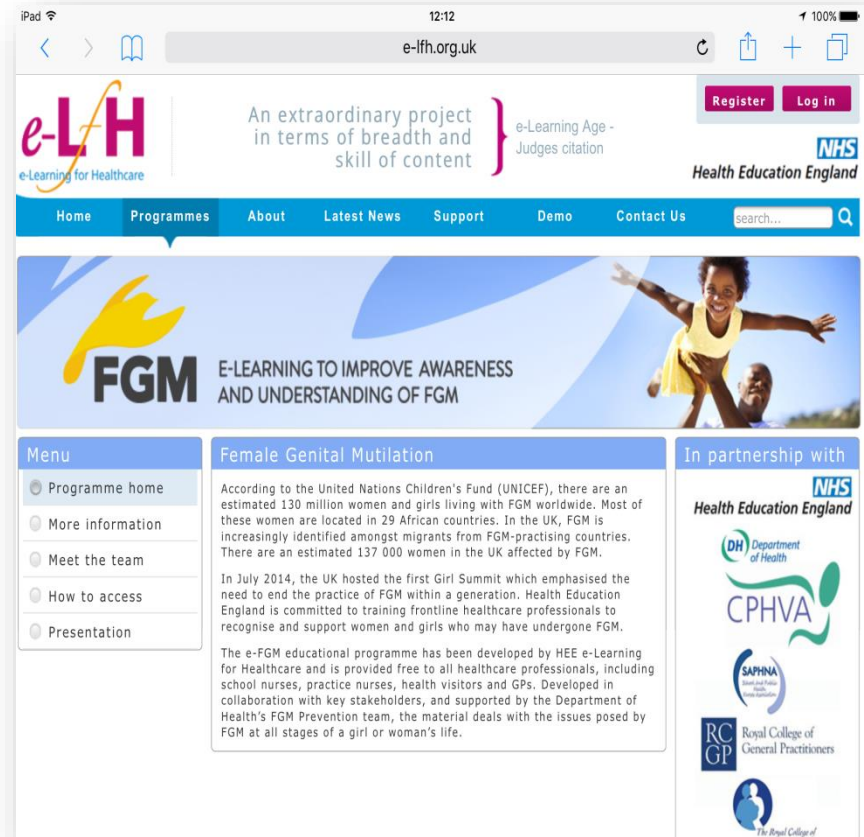 iPad
12:12
100%
e-lfh.org.uk
e-LfH
e-Learning for Healthcare
An extraordinary project
in terms of breadth and
skill of content
e-Learning Age -
Judges citation
Register
Log in
NHS
Health Education England
Home
Programmes
About
Latest News
Support
Demo
Contact Us
search...
FGM
E-LEARNING TO IMPROVE AWARENESS
AND UNDERSTANDING OF FGM
Menu
Programme home
More information
Meet the team
How to access
Presentation
Female Genital Mutilation
According to the United Nations Children's Fund (UNICEF), there are an
estimated 130 million women and girls living with FGM worldwide. Most of
these women are located in 29 African countries. In the UK, FGM is
increasingly identified amongst migrants from FGM-practising countries.
There are an estimated 137 000 women in the UK affected by FGM.
In July 2014, the UK hosted the first Girl Summit which emphasised the
need to end the practice of FGM within a generation. Health Education
England is committed to training frontline healthcare professionals to
recognise and support women and girls who may have undergone FGM.
The e-FGM educational programme has been developed by HEE e-Learning
for Healthcare and is provided free to all healthcare professionals, including
school nurses, practice nurses, health visitors and GPs. Developed in
collaboration with key stakeholders, and supported by the Department of
Health's FGM Prevention team, the material deals with the issues posed by
FGM at all stages of a girl or woman's life.
In partnership with
NHS
Health Education England
DH Department
of Health
CPHVA
SAPHNA
School and Public
Health
Nurses Association
RC
GP
Royal College of
General Practitioners
The Royal College of